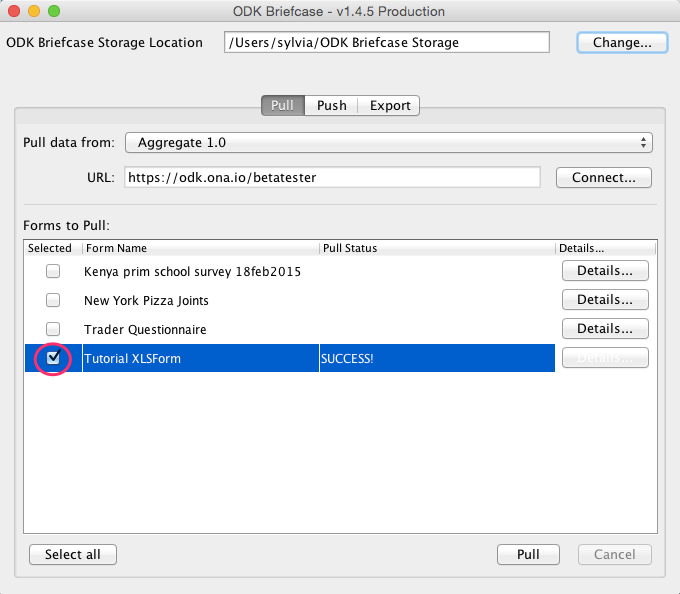 ODK Briefcase - v1.4.5 Production
ODK Briefcase Storage Location /Users/sylvia/ODK Briefcase Storage Change...
Pull Push Export
Pull data from: Aggregate 1.0
URL: https://odk.ona.io/betatester Connect...
Forms to Pull:
Selected Form Name Pull Status Details...
Kenya prim school survey 18feb2015 Details...
New York Pizza Joints Details...
Trader Questionnaire Details...
Tutorial XLSForm SUCCESS! Details...
Select all Pull Cancel